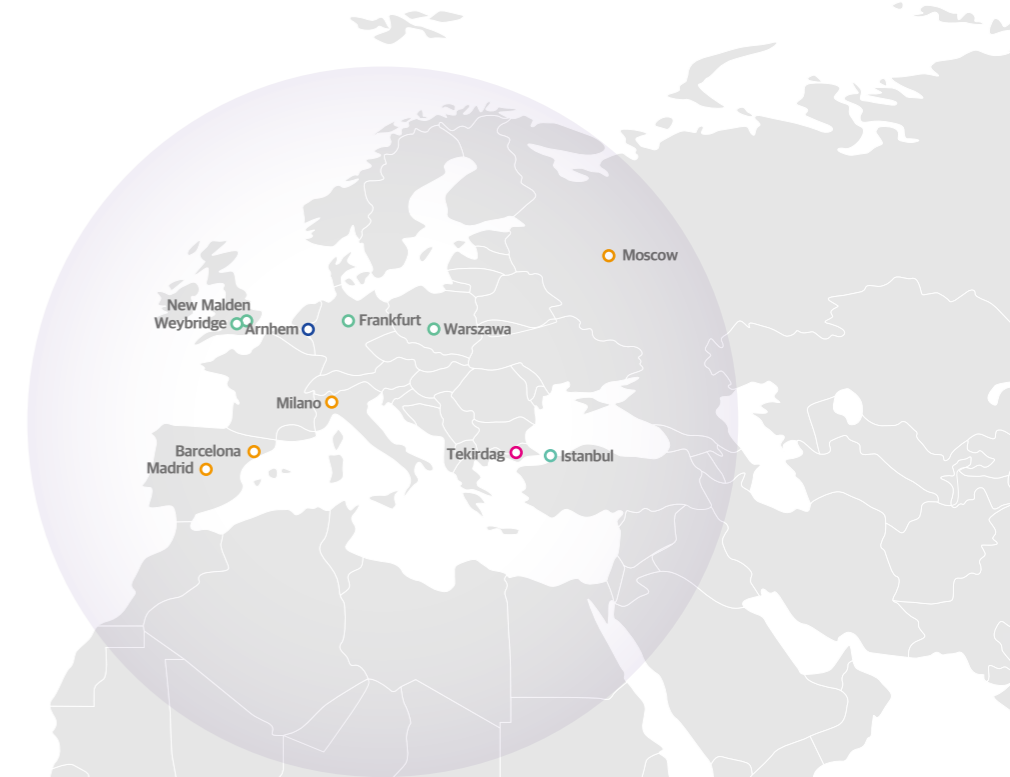 Moscow
New Malden
Weybridge
Arnhem
Frankfurt
Warszawa
Milano
Barcelona
Madrid
Tekirdag
Istanbul